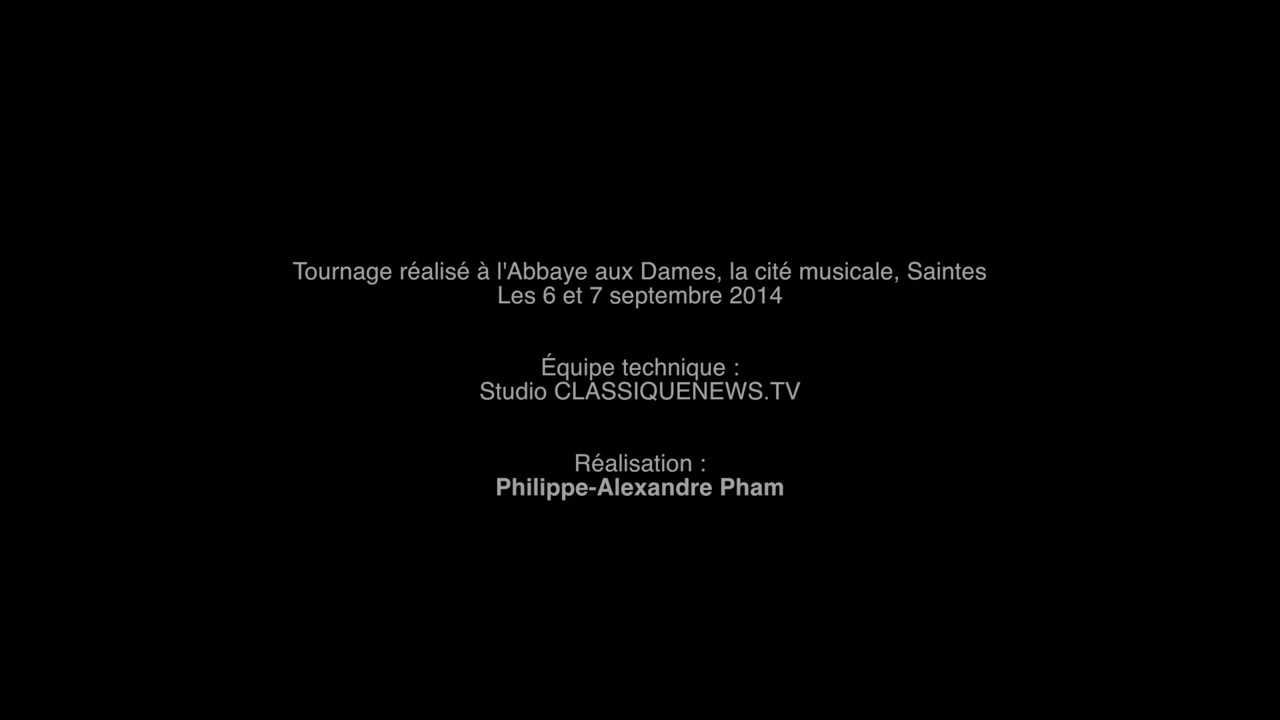 Tournage réalisé à l'Abbaye aux Dames, la cité musicale, Saintes
Les 6 et 7 septembre 2014
Équipe technique :
Studio CLASSIQUENEWS.TV
Réalisation :
Philippe-Alexandre Pham